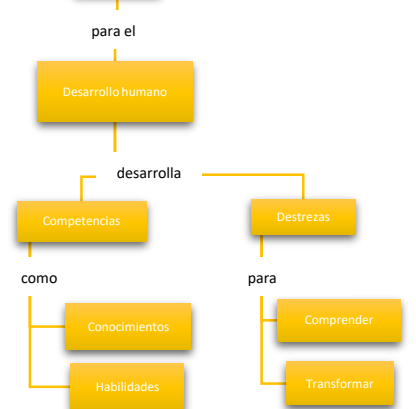 para el
Desarrollo humano
desarrolla
Competencias
Destrezas
como
para
Conocimientos
Comprender
Habilidades
Transformar